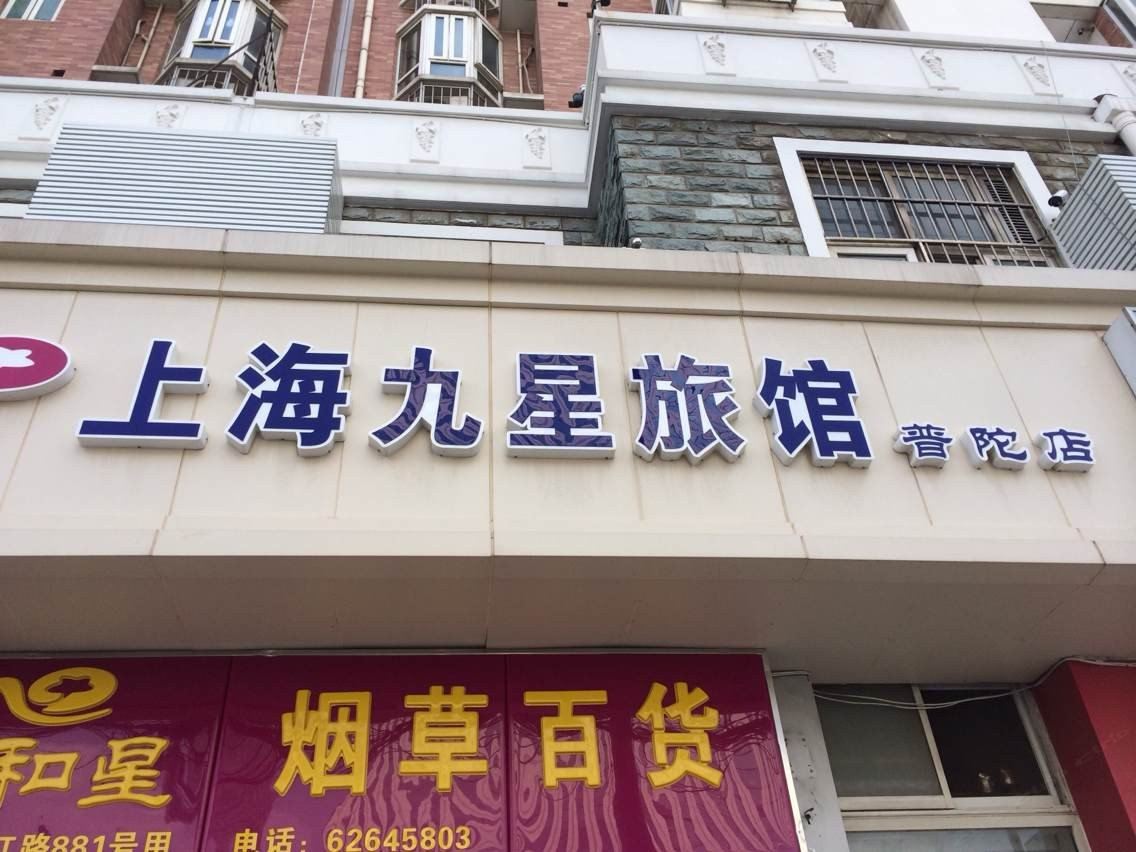 上海九星旅馆 普陀店
和星
烟草百货
路881号甲
电话：62645803